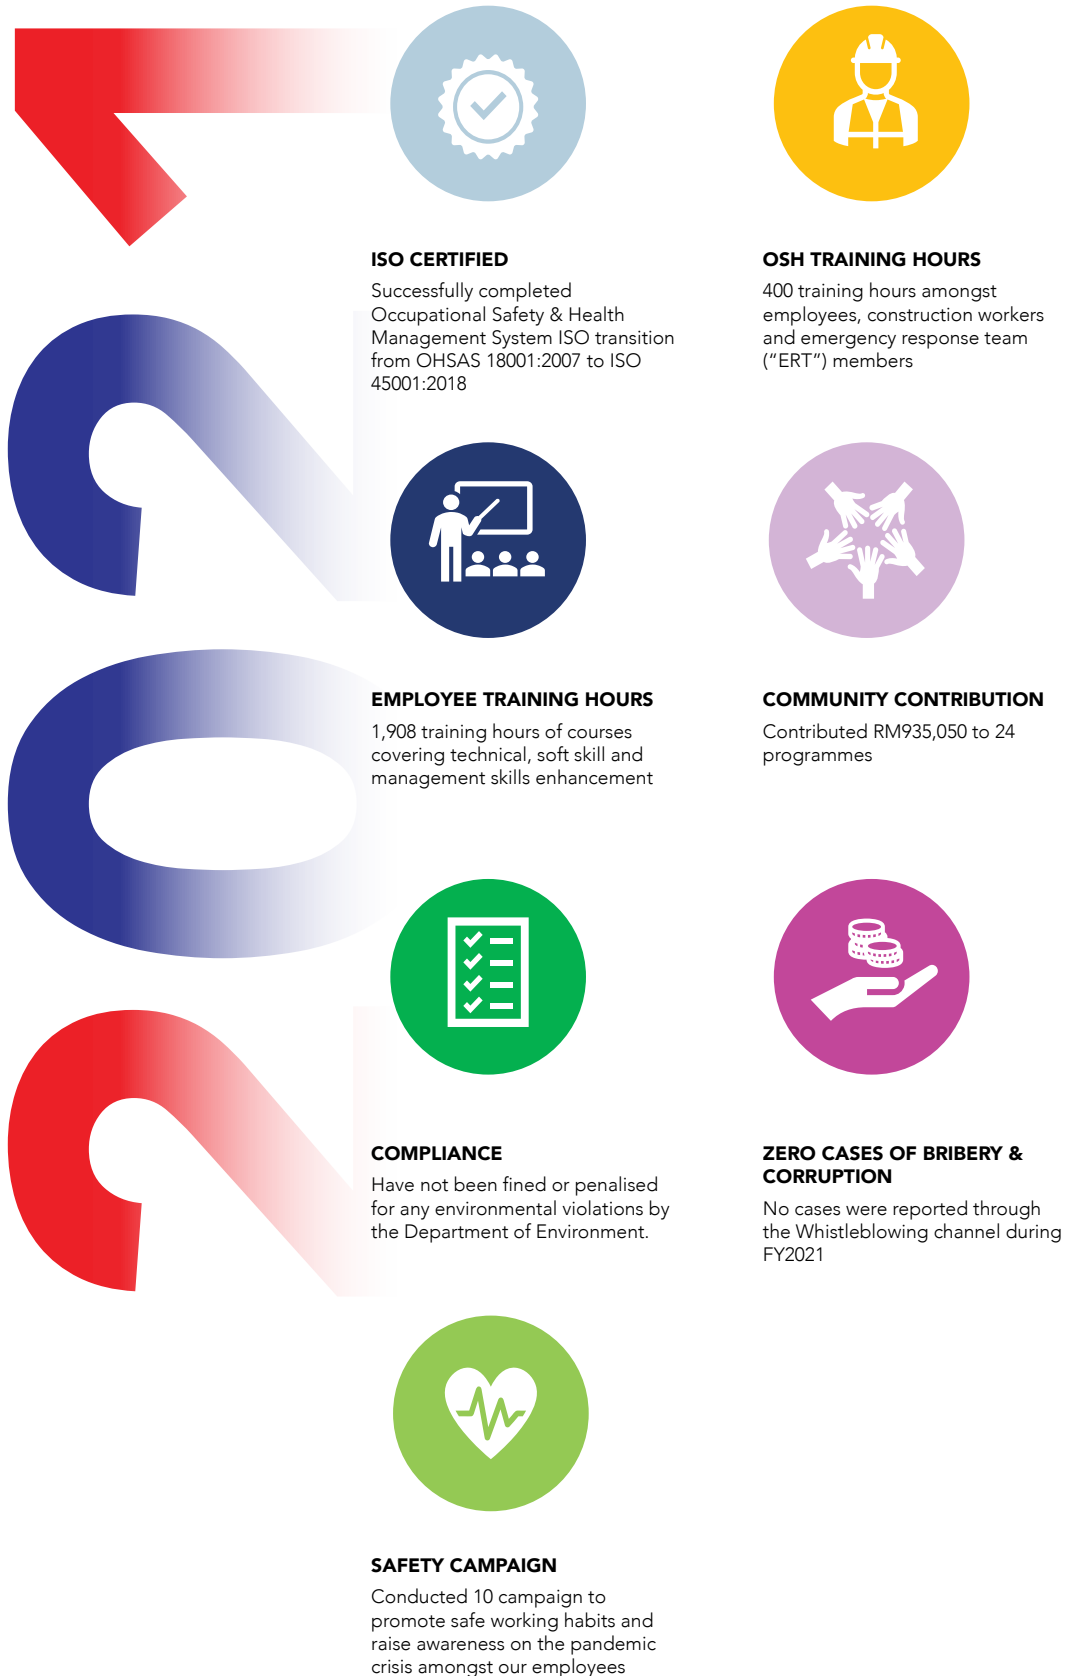 2021
ISO CERTIFIED
Successfully completed
Occupational Safety & Health
Management System ISO transition
from OHSAS 18001:2007 to ISO
45001:2018
OSH TRAINING HOURS
400 training hours amongst
employees, construction workers
and emergency response team
(“ERT”) members
EMPLOYEE TRAINING HOURS
1,908 training hours of courses
covering technical, soft skill and
management skills enhancement
COMMUNITY CONTRIBUTION
Contributed RM935,050 to 24
programmes
COMPLIANCE
Have not been fined or penalised
for any environmental violations by
the Department of Environment.
ZERO CASES OF BRIBERY &
CORRUPTION
No cases were reported through
the Whistleblowing channel during
FY2021
SAFETY CAMPAIGN
Conducted 10 campaign to
promote safe working habits and
raise awareness on the pandemic
crisis amongst our employees